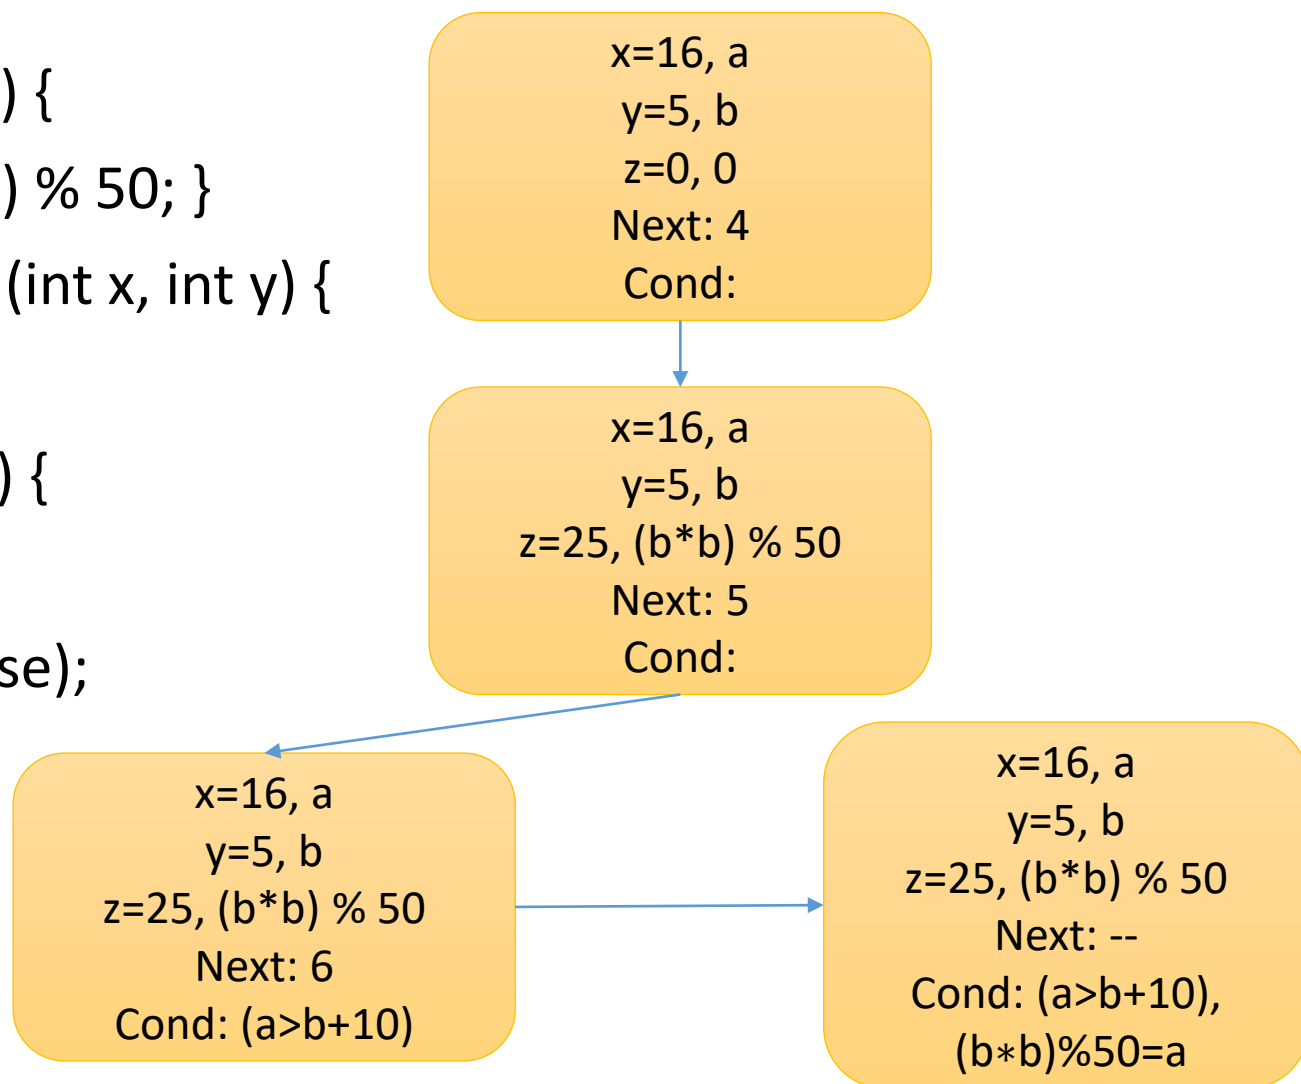 ) {
) % 50; }
(int x, int y) {
) {
se);
x=16, a
y=5, b
z=0, 0
Next: 4
Cond:
x=16, a
y=5, b
z=25, (b*b) % 50
Next: 5
Cond:
x=16, a
y=5, b
z=25, (b*b) % 50
Next: 6
Cond: (a>b+10)
x=16, a
y=5, b
z=25, (b*b) % 50
Next: --
Cond: (a>b+10),
(b∗b)%50=a